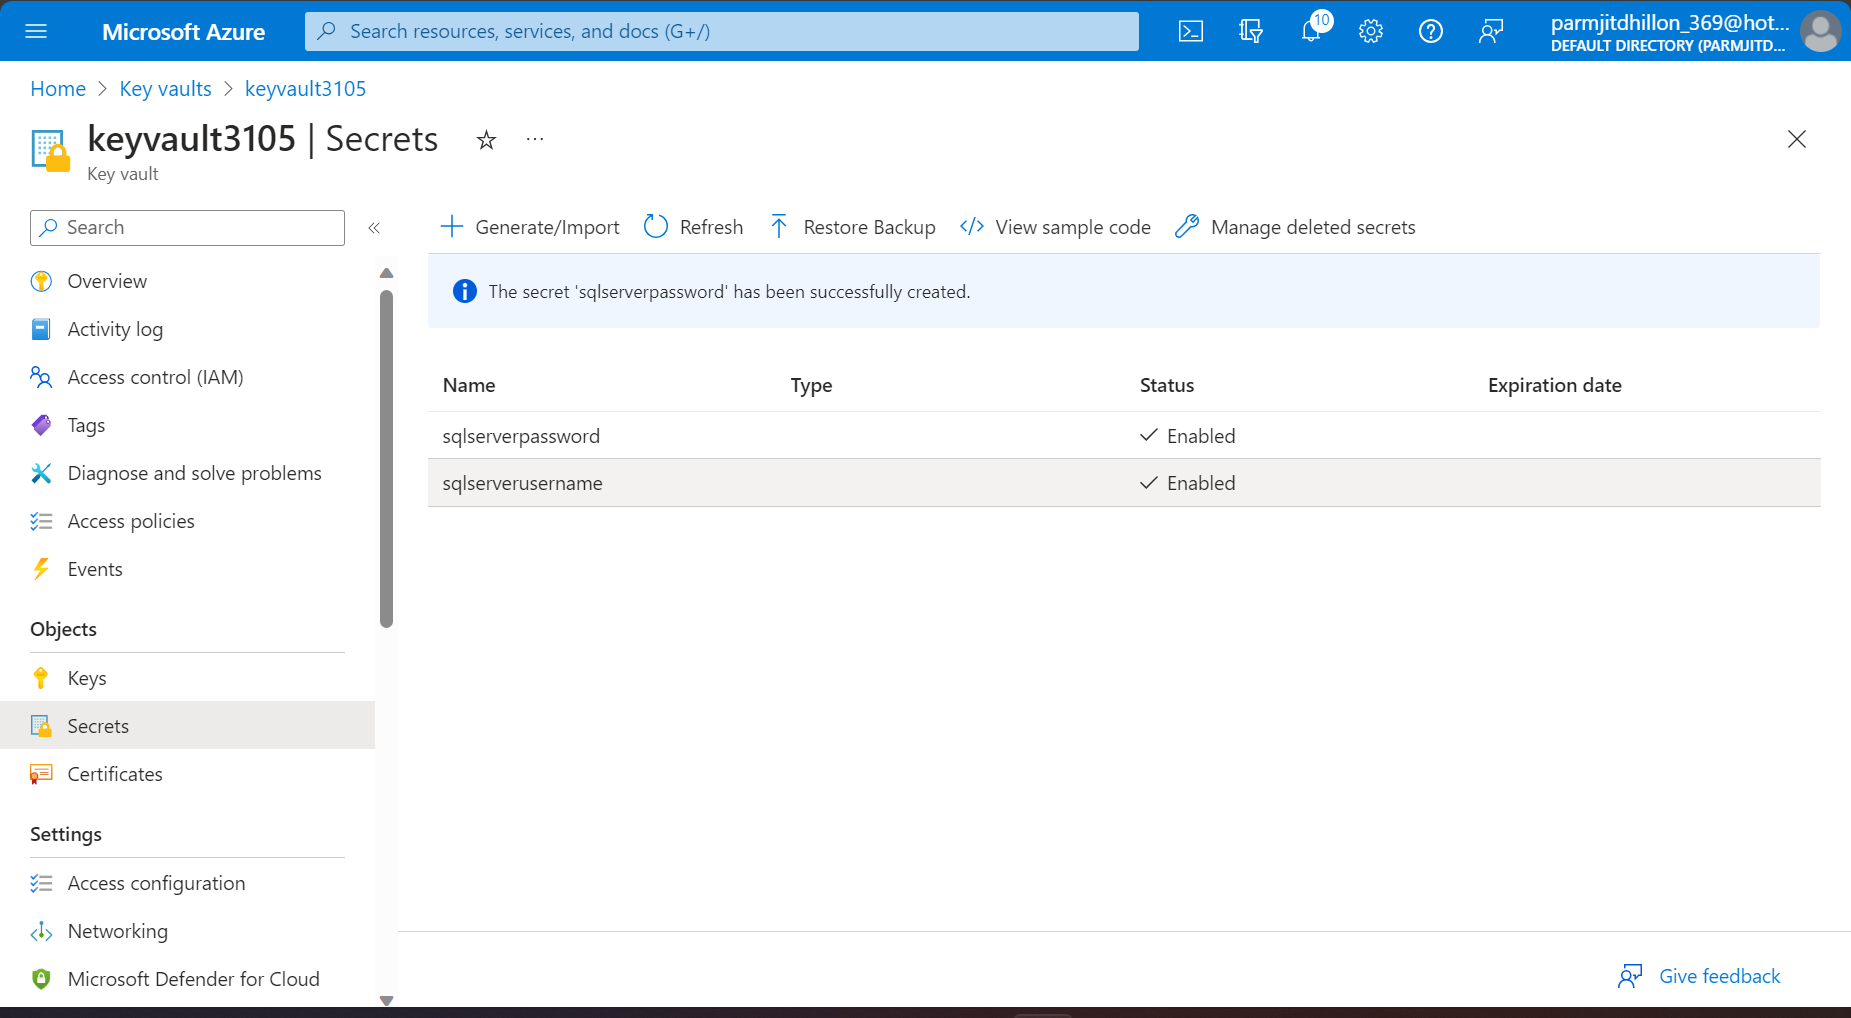 Microsoft Azure
Search resources, services, and docs (G+/)
10
parmjitdhillon_369@hot...
DEFAULT DIRECTORY (PARMJITD...
Home > Key vaults > keyvault3105
keyvault3105 | Secrets
Key vault
Search
Generate/Import Refresh Restore Backup View sample code Manage deleted secrets
The secret 'sqlserverpassword' has been successfully created.
Name Type Status Expiration date
sqlserverpassword Enabled
sqlserverusername Enabled
Overview
Activity log
Access control (IAM)
Tags
Diagnose and solve problems
Access policies
Events
Objects
Keys
Secrets
Certificates
Settings
Access configuration
Networking
Microsoft Defender for Cloud
Give feedback